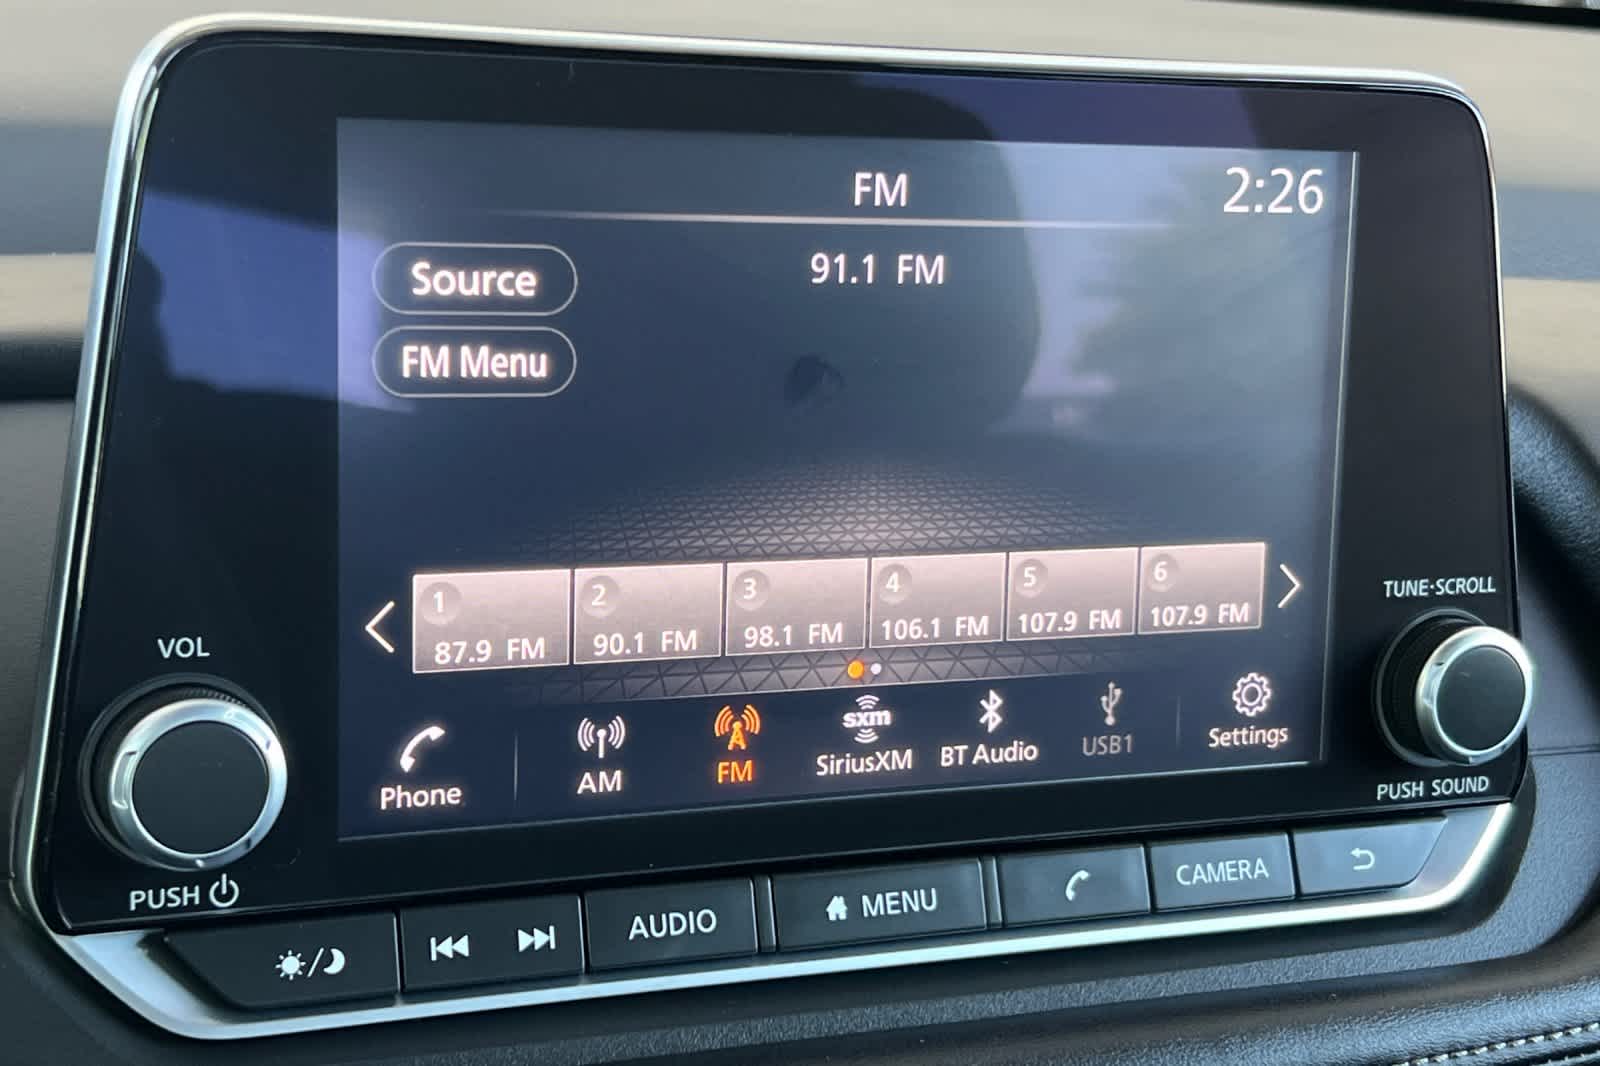 FM
2:26
Source
91.1 FM
FM Menu
1
87.9 FM
2
90.1 FM
3
98.1 FM
4
106.1 FM
5
107.9 FM
6
107.9 FM
Phone
AM
FM
sxm
SiriusXM
BT Audio
USB1
Settings
VOL
PUSH
TUNE·SCROLL
PUSH SOUND
AUDIO
MENU
CAMERA